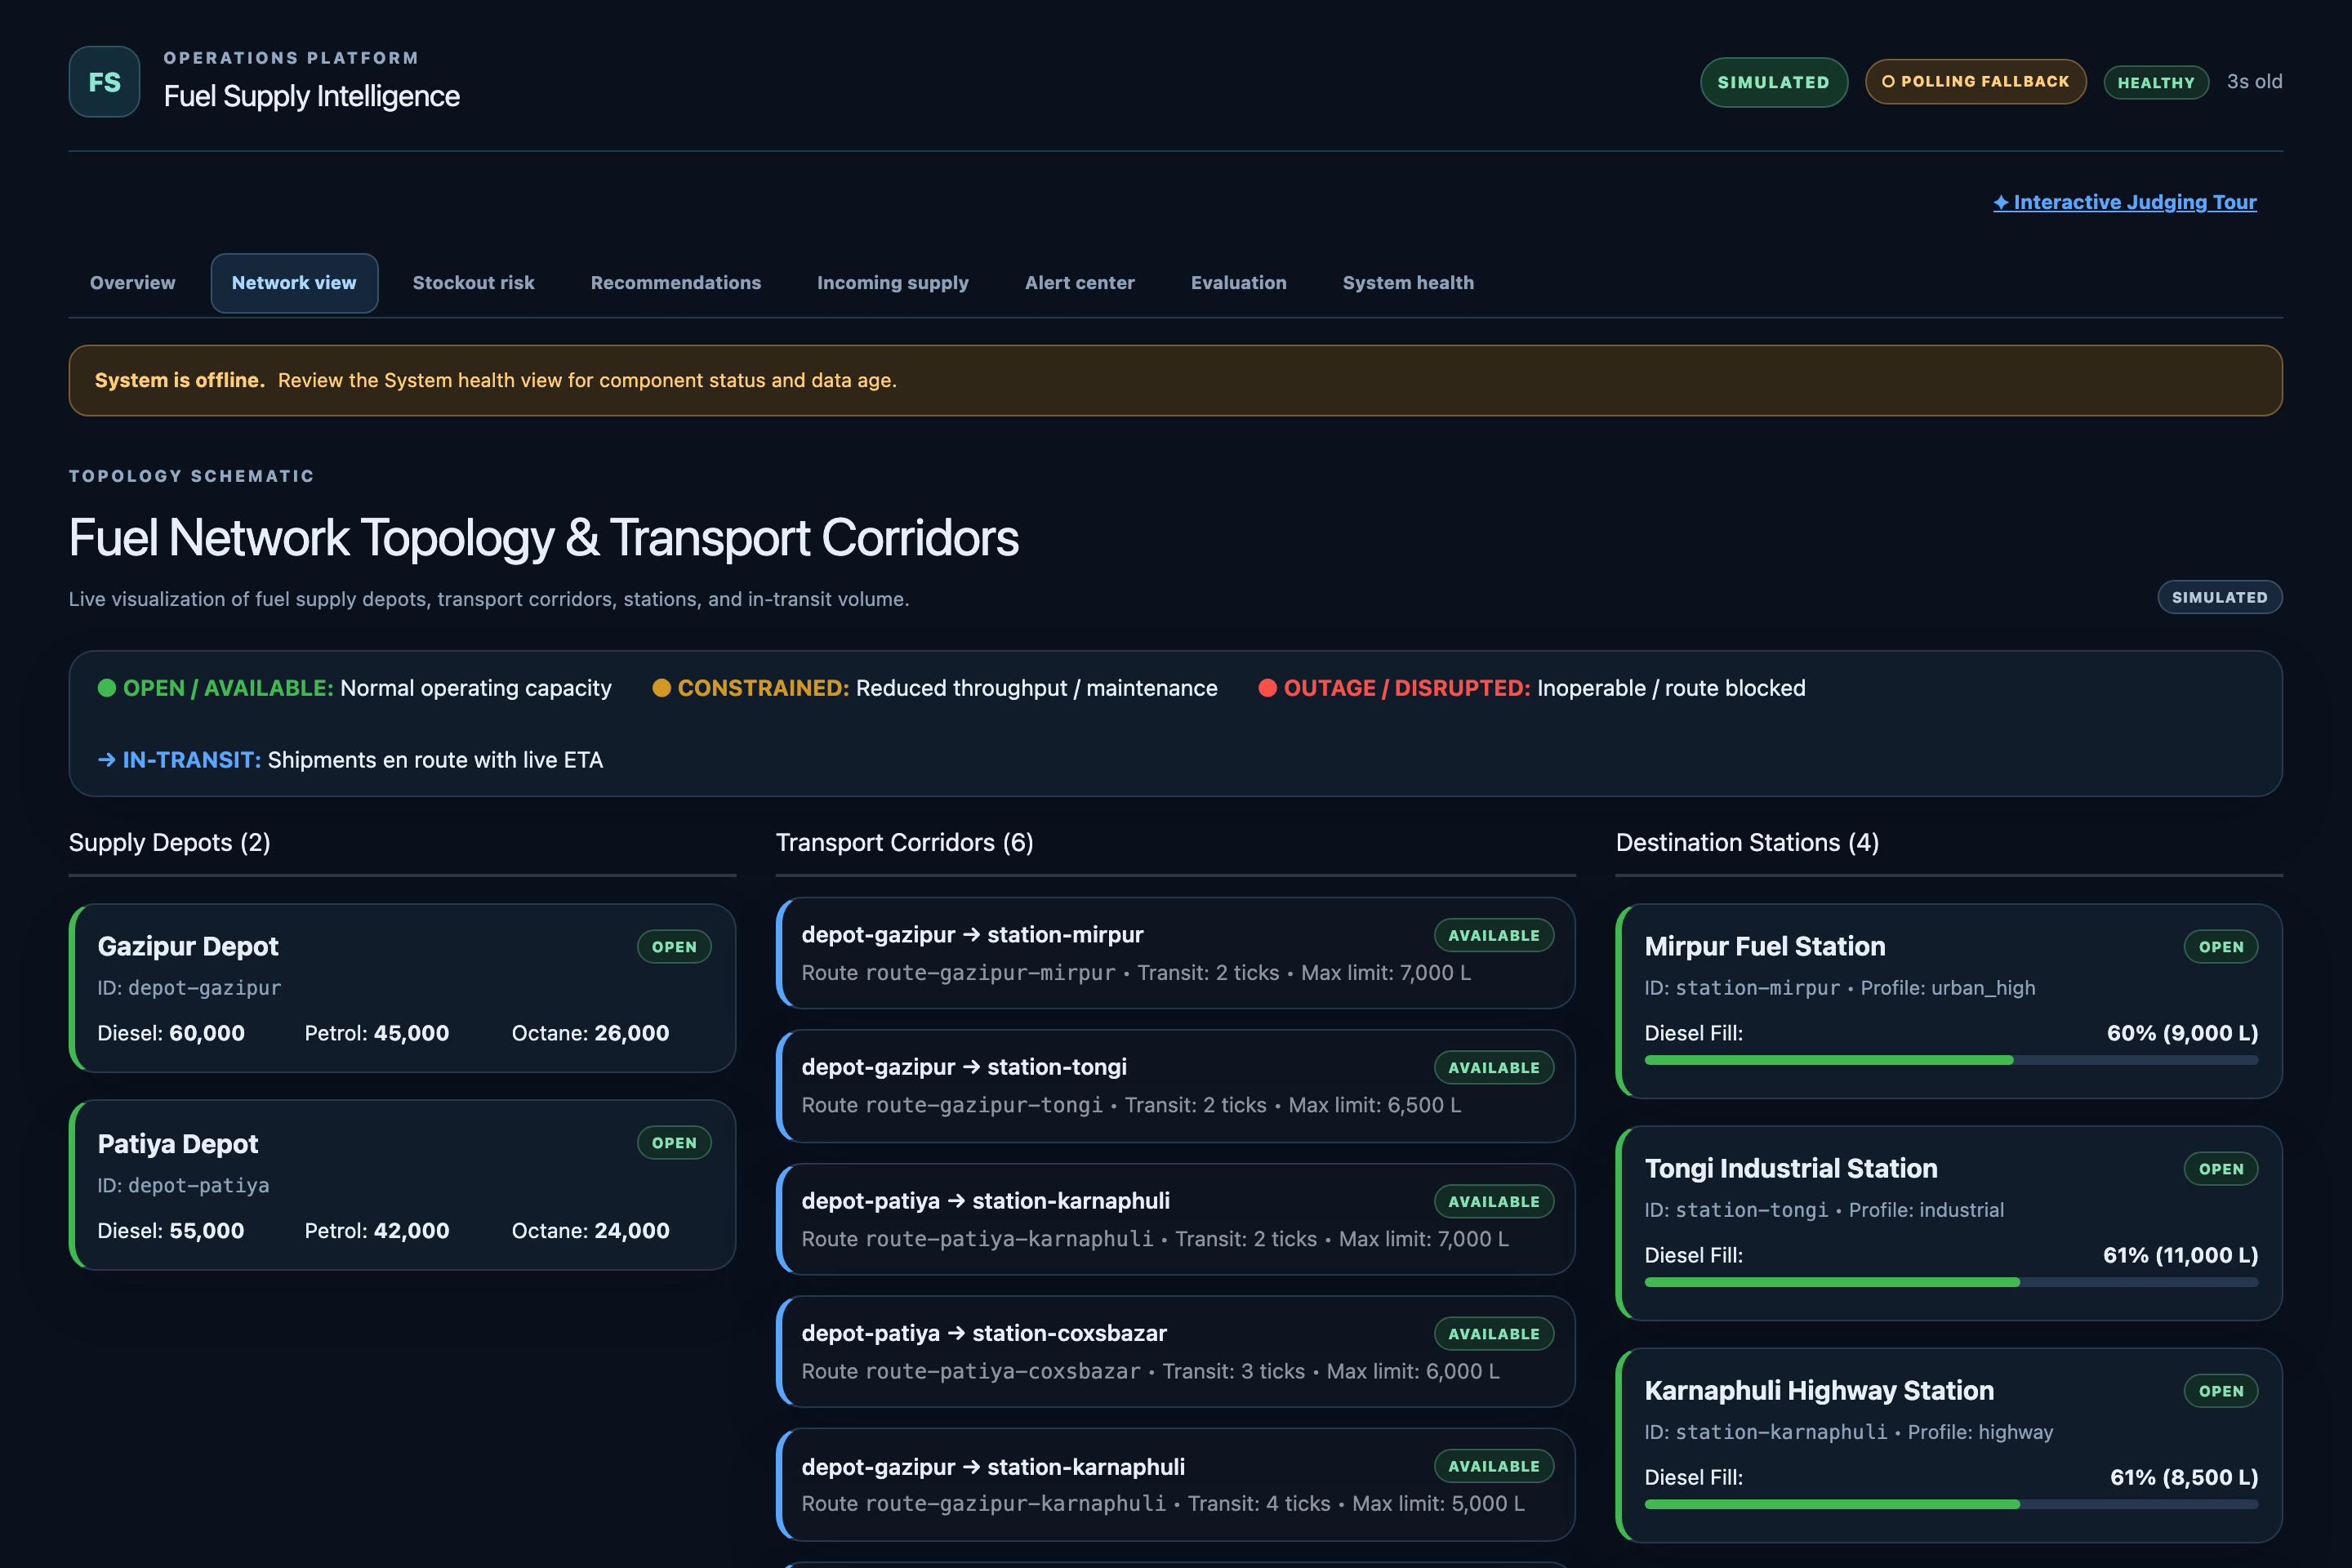 FS
OPERATIONS PLATFORM
Fuel Supply Intelligence
SIMULATED
POLLING FALLBACK
HEALTHY
3s old
✦ Interactive Judging Tour
Overview
Network view
Stockout risk
Recommendations
Incoming supply
Alert center
Evaluation
System health
System is offline. Review the System health view for component status and data age.
TOPOLOGY SCHEMATIC
Fuel Network Topology & Transport Corridors
Live visualization of fuel supply depots, transport corridors, stations, and in-transit volume.
SIMULATED
OPEN / AVAILABLE: Normal operating capacity
CONSTRAINED: Reduced throughput / maintenance
OUTAGE / DISRUPTED: Inoperable / route blocked
→ IN-TRANSIT: Shipments en route with live ETA
Supply Depots (2)
Gazipur Depot
OPEN
ID: depot-gazipur
Diesel: 60,000 Petrol: 45,000 Octane: 26,000
Patiya Depot
OPEN
ID: depot-patiya
Diesel: 55,000 Petrol: 42,000 Octane: 24,000
Transport Corridors (6)
depot-gazipur → station-mirpur
AVAILABLE
Route route-gazipur-mirpur • Transit: 2 ticks • Max limit: 7,000 L
depot-gazipur → station-tongi
AVAILABLE
Route route-gazipur-tongi • Transit: 2 ticks • Max limit: 6,500 L
depot-patiya → station-karnaphuli
AVAILABLE
Route route-patiya-karnaphuli • Transit: 2 ticks • Max limit: 7,000 L
depot-patiya → station-coxsbazar
AVAILABLE
Route route-patiya-coxsbazar • Transit: 3 ticks • Max limit: 6,000 L
depot-gazipur → station-karnaphuli
AVAILABLE
Route route-gazipur-karnaphuli • Transit: 4 ticks • Max limit: 5,000 L
Destination Stations (4)
Mirpur Fuel Station
OPEN
ID: station-mirpur • Profile: urban_high
Diesel Fill: 60% (9,000 L)
Tongi Industrial Station
OPEN
ID: station-tongi • Profile: industrial
Diesel Fill: 61% (11,000 L)
Karnaphuli Highway Station
OPEN
ID: station-karnaphuli • Profile: highway
Diesel Fill: 61% (8,500 L)